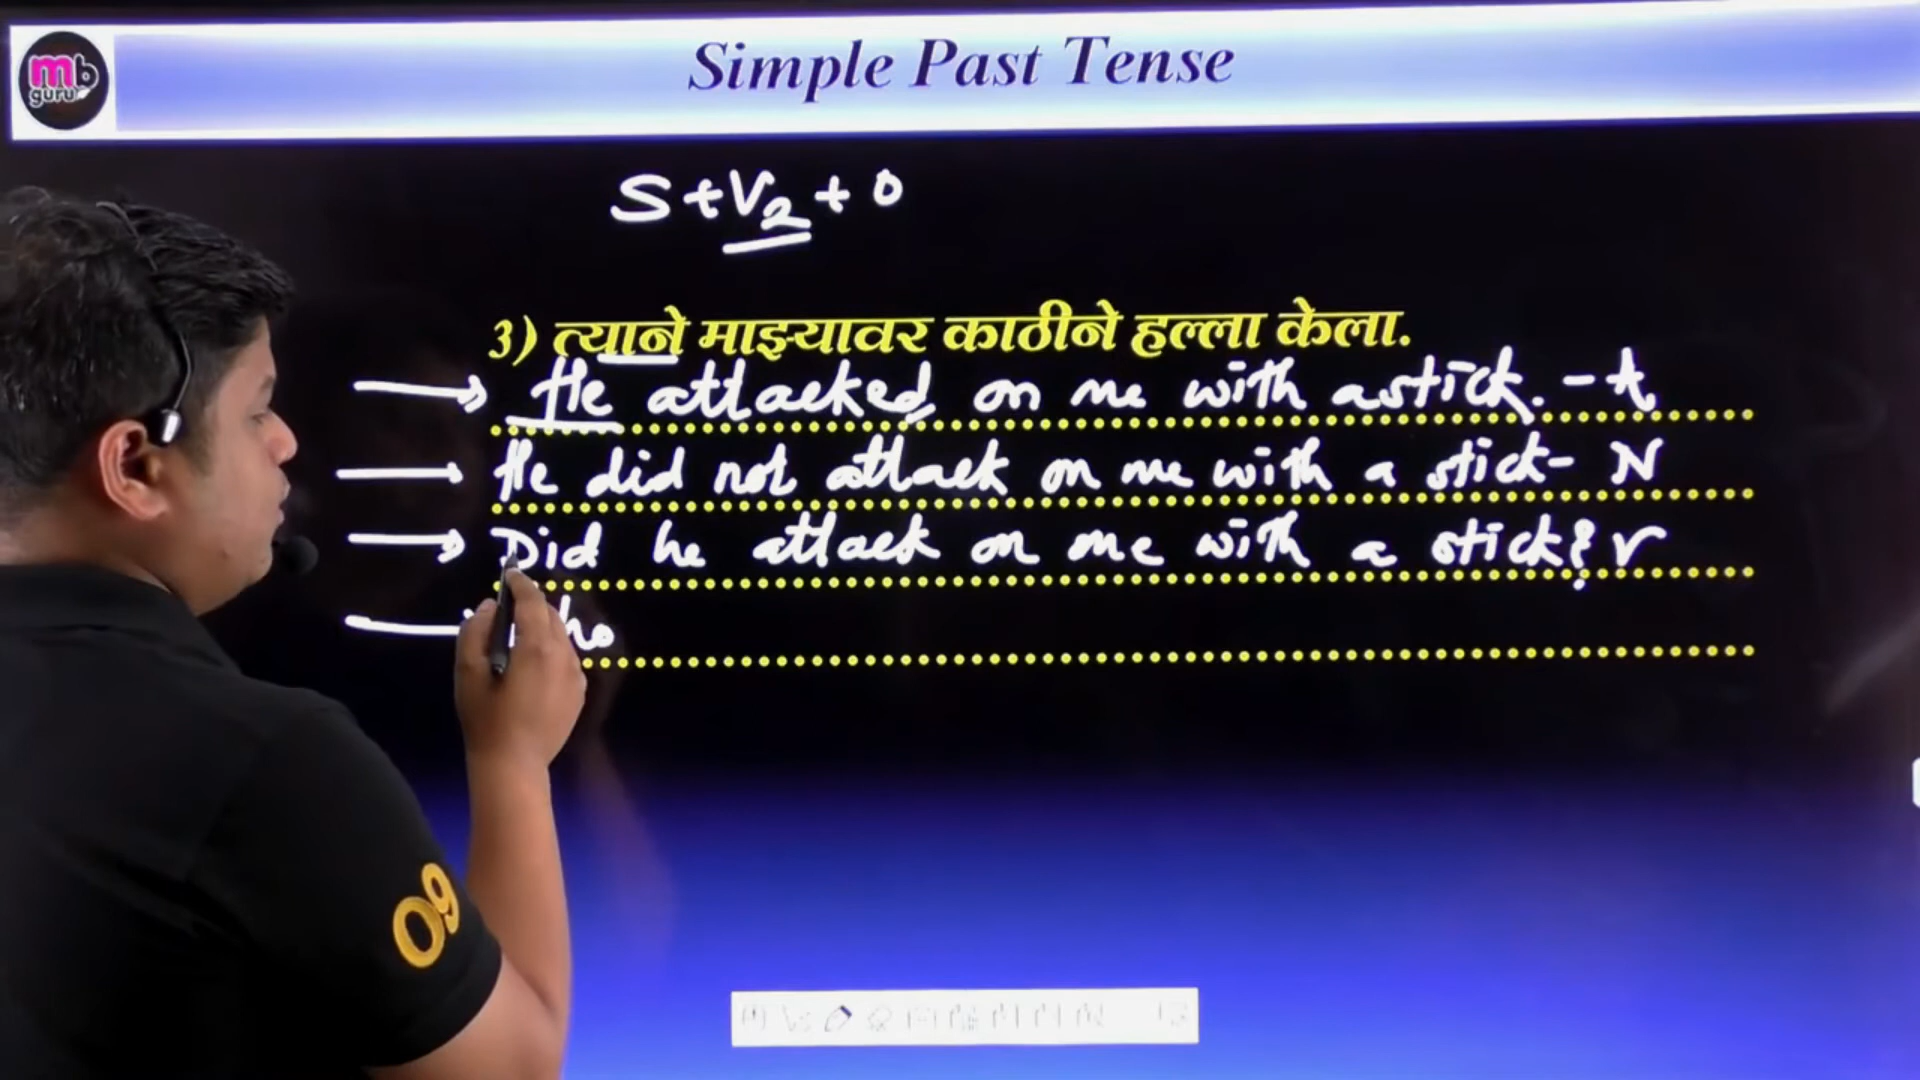 mb
guru
Simple Past Tense
S + V2 + O
3) त्याने माझ्यावर काठीने हल्ला केला.
He attacked on me with a stick. - A
He did not attack on me with a stick - N
Did he attack on me with a stick? V
09